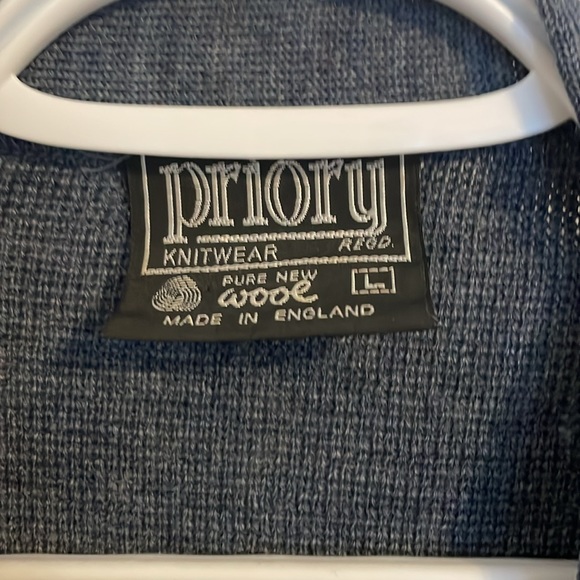 priory
KNITWEAR REGD.
PURE NEW
wool L
MADE IN ENGLAND